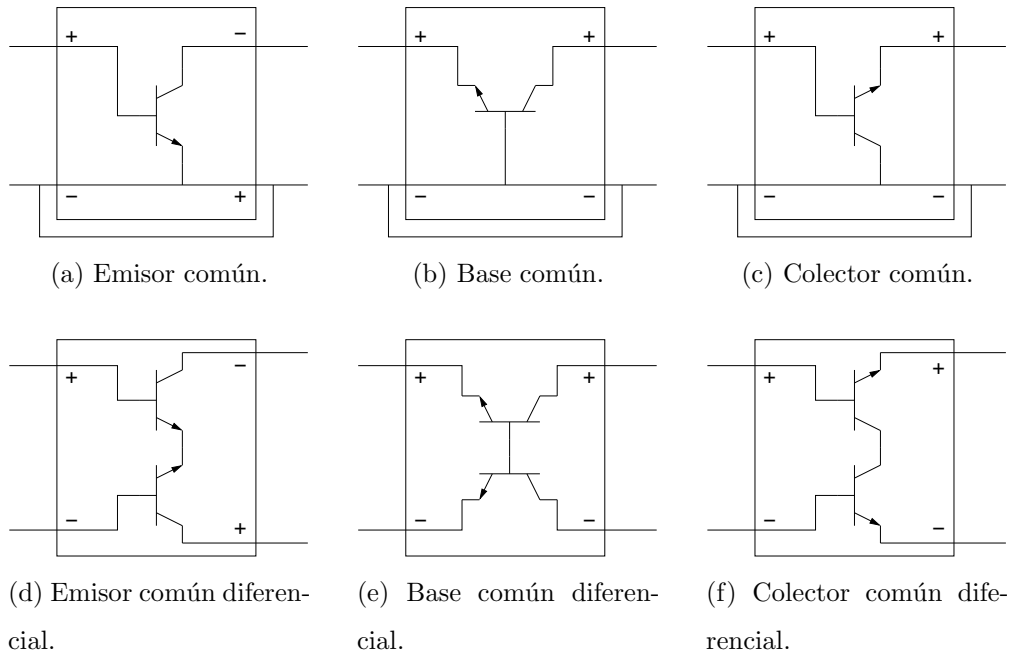 + −
− +
(a) Emisor común.
+ +
− −
(b) Base común.
+ +
− −
(c) Colector común.
+ −
− +
(d) Emisor común diferen-
cial.
+ +
− −
(e) Base común diferen-
cial.
+ +
− −
(f) Colector común dife-
rencial.